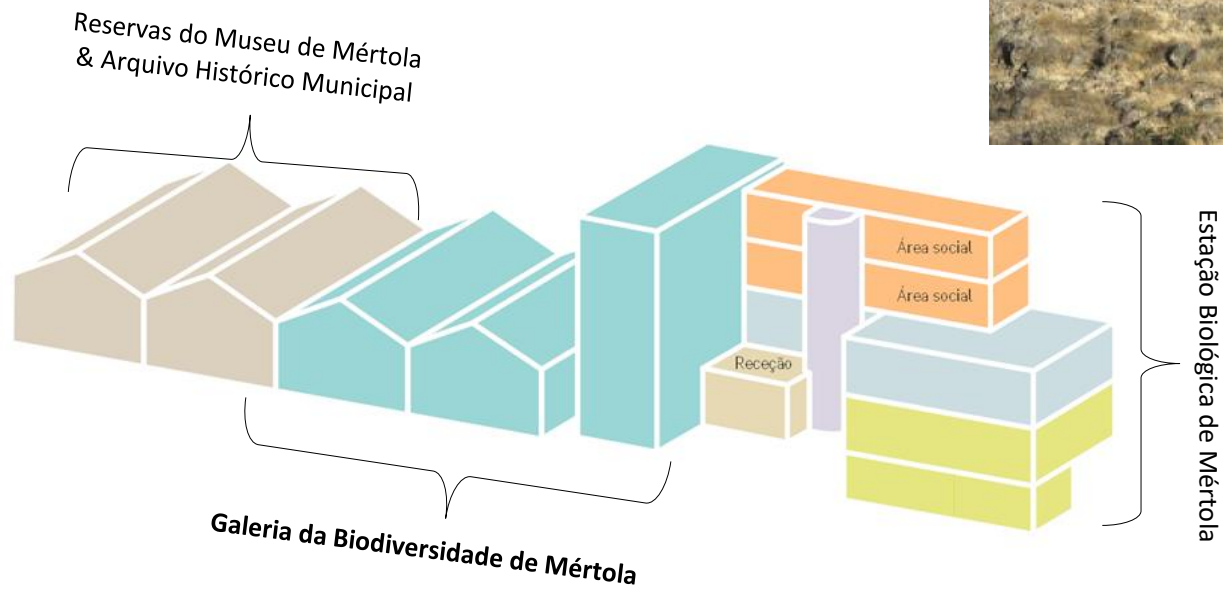 Reservas do Museu de Mértola
& Arquivo Histórico Municipal
Área social
Área social
Receção
Estação Biológica de Mértola
Galeria da Biodiversidade de Mértola